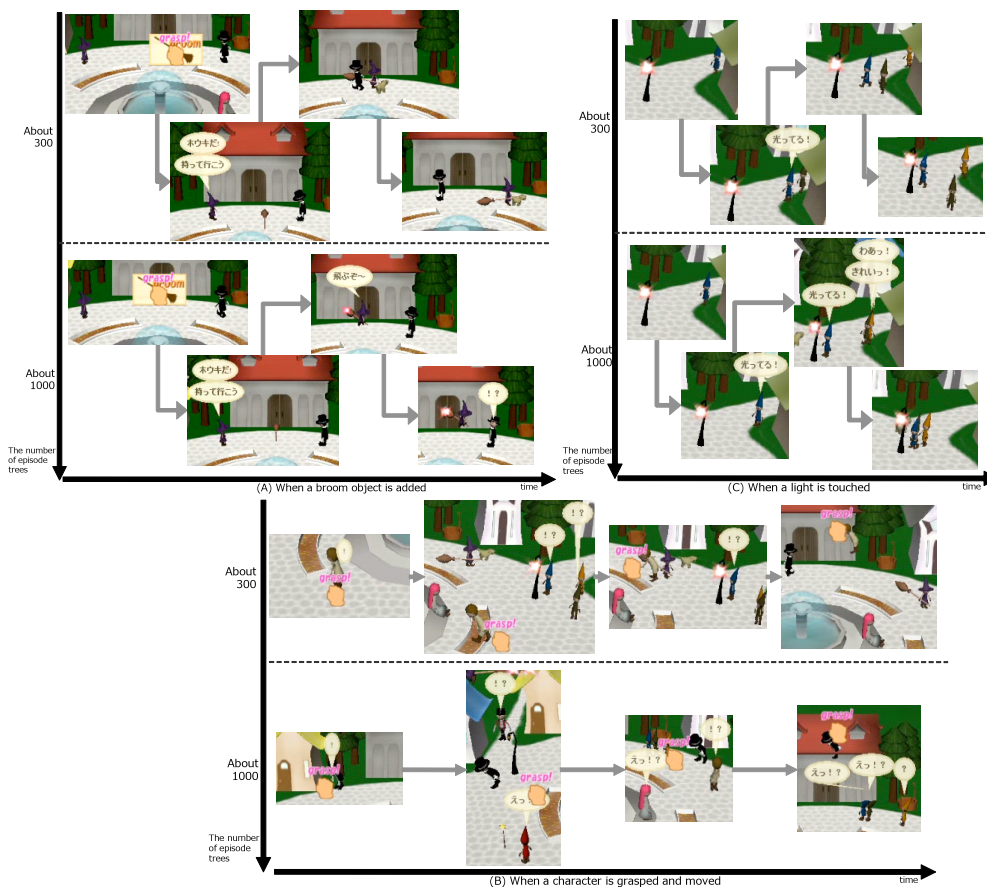 About
300
grasp!
broom
ホウキだ!
持って行こう
About
1000
grasp!
broom
ホウキだ!
持って行こう
飛ぶぞ～
！？
The number
of episode
trees
time
(A) When a broom object is added
About
300
光ってる！
About
1000
光ってる！
光ってる！
わあっ！
きれいっ！
The number
of episode
trees
time
(C) When a light is touched
About
300
！
grasp!
！？
！？
grasp!
grasp!
！？
grasp!
About
1000
！
grasp!
！？
grasp!
えっ
えっ！？
grasp!
！？
grasp!
えっ！？
えっ！？
？
The number
of episode
trees
time
(B) When a character is grasped and moved